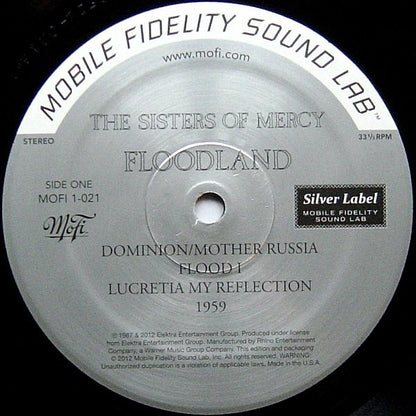 MOBILE FIDELITY SOUND LAB™
www.mofi.com
STEREO
33 1/3 RPM
THE SISTERS OF MERCY
FLOODLAND
SIDE ONE
MOFI 1-021
MoFi
Silver Label
MOBILE FIDELITY
SOUND LAB
DOMINION/MOTHER RUSSIA
FLOOD I
LUCRETIA MY REFLECTION
1959
℗ 1987 & 2012 Elektra Entertainment Group. Produced under license
from Elektra Entertainment Group. Manufactured by Rhino Entertainment
Company, a Warner Music Group Company. This edition and packaging
© 2012 Mobile Fidelity Sound Lab, Inc. All rights reserved. WARNING:
Unauthorized duplication is a violation of applicable laws. Made in the U.S.A.